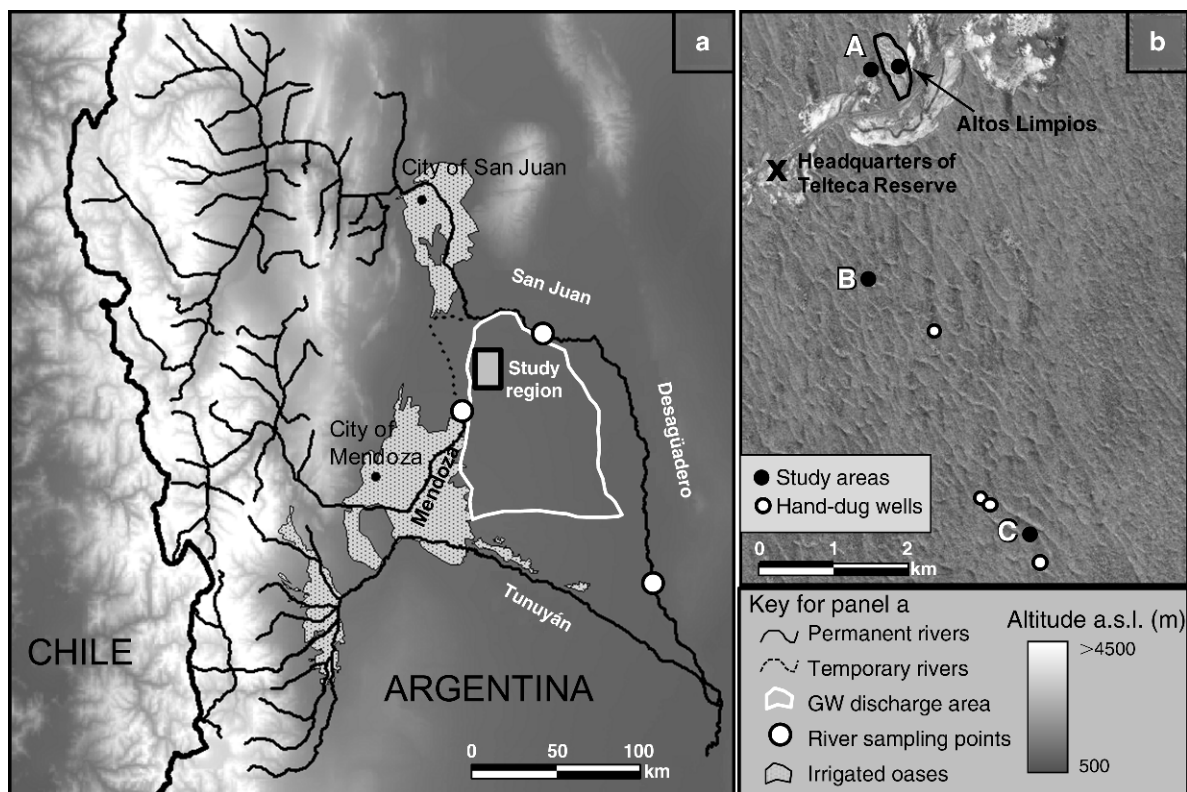 a
City of San Juan
San Juan
Study
region
City of
Mendoza
Mendoza
Desagüadero
Tunuyán
CHILE
ARGENTINA
0 50 100
km
b
A
Altos Limpios
X Headquarters of
Telteca Reserve
B
Study areas
Hand-dug wells
C
0 1 2
km
Key for panel a
Permanent rivers
Temporary rivers
GW discharge area
River sampling points
Irrigated oases
Altitude a.s.l. (m)
>4500
500